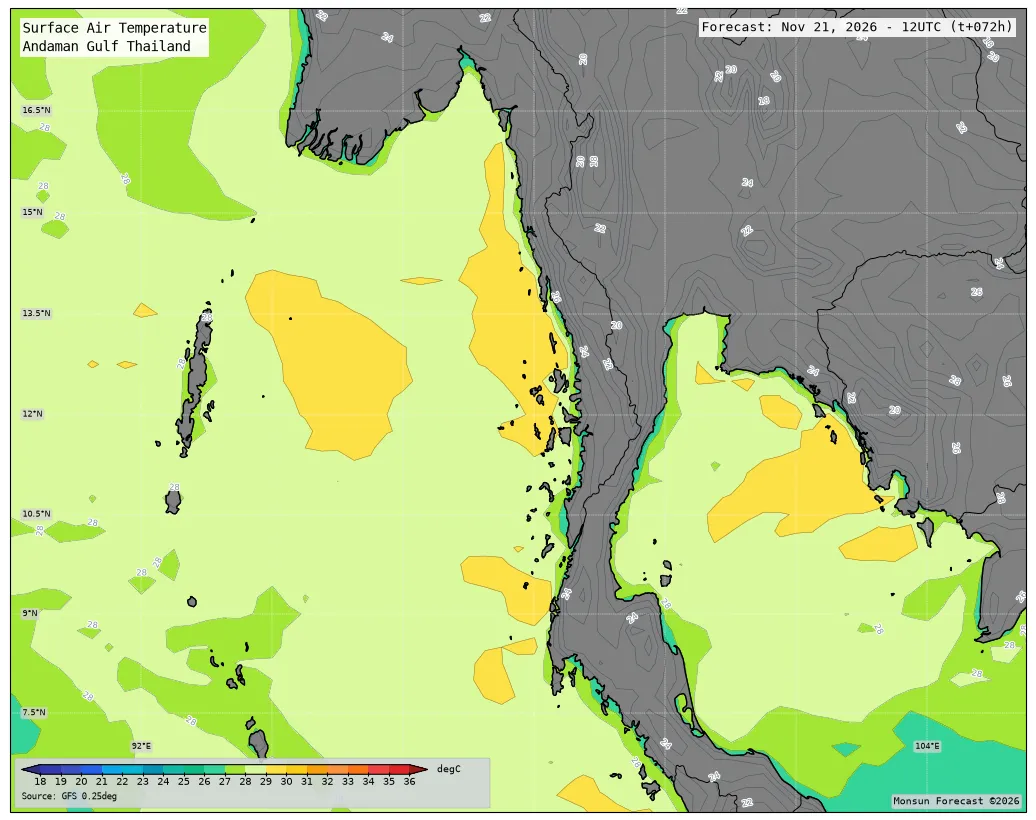 Surface Air Temperature
Andaman Gulf Thailand
Forecast: Nov 21, 2026 - 12UTC (t+072h)
16.5°N
15°N
13.5°N
12°N
10.5°N
9°N
7.5°N
92°E
104°E
degC
18 19 20 21 22 23 24 25 26 27 28 29 30 31 32 33 34 35 36
Source: GFS 0.25deg
Monsun Forecast ©2026